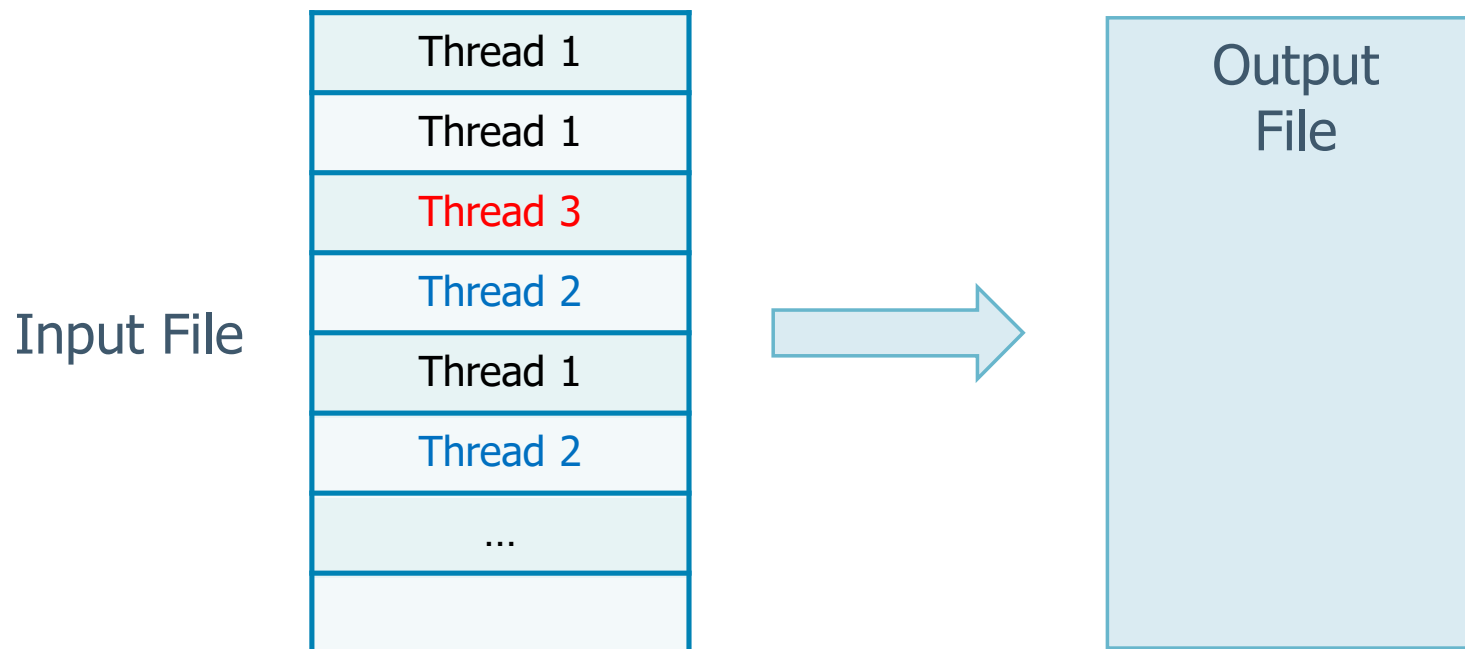 Thread 1
Thread 1
Thread 3
Thread 2
Input File
Thread 1
Thread 2
…
Output
File